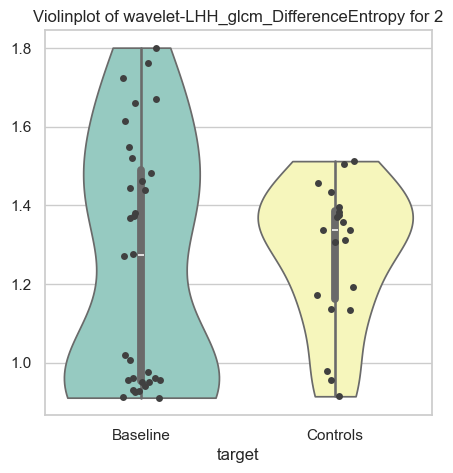 Violinplot of wavelet-LHH_glcm_DifferenceEntropy for 2
1.8
1.6
1.4
1.2
1.0
Baseline
Controls
target